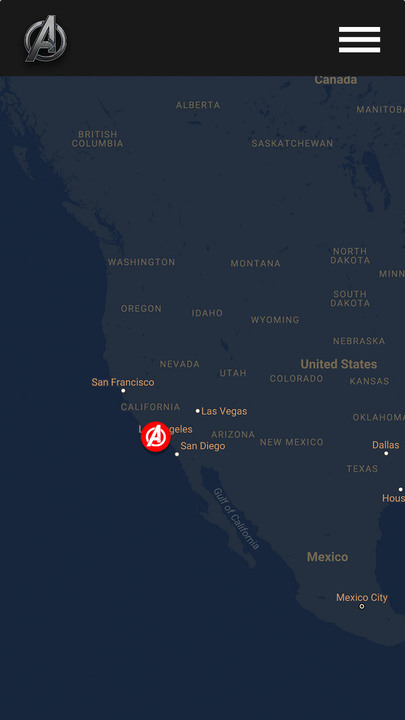 Canada
ALBERTA
MANITOBA
BRITISH
COLUMBIA
SASKATCHEWAN
WASHINGTON
MONTANA
NORTH
DAKOTA
MINN
OREGON
IDAHO
SOUTH
DAKOTA
WYOMING
NEBRASKA
NEVADA
UTAH
United States
COLORADO
KANSAS
San Francisco
CALIFORNIA
Las Vegas
OKLAHOMA
L geles
ARIZONA
NEW MEXICO
San Diego
Dallas
TEXAS
Hous
Gulf of California
Mexico
Mexico City